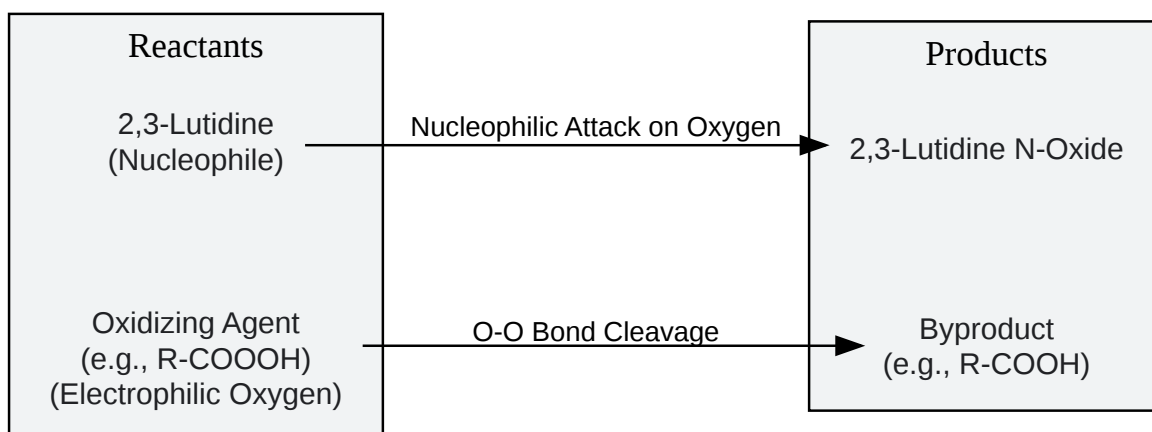 Reactants
2,3-Lutidine
(Nucleophile)
Oxidizing Agent
(e.g., R-COOOH)
(Electrophilic Oxygen)
Nucleophilic Attack on Oxygen
O-O Bond Cleavage
Products
2,3-Lutidine N-Oxide
Byproduct
(e.g., R-COOH)